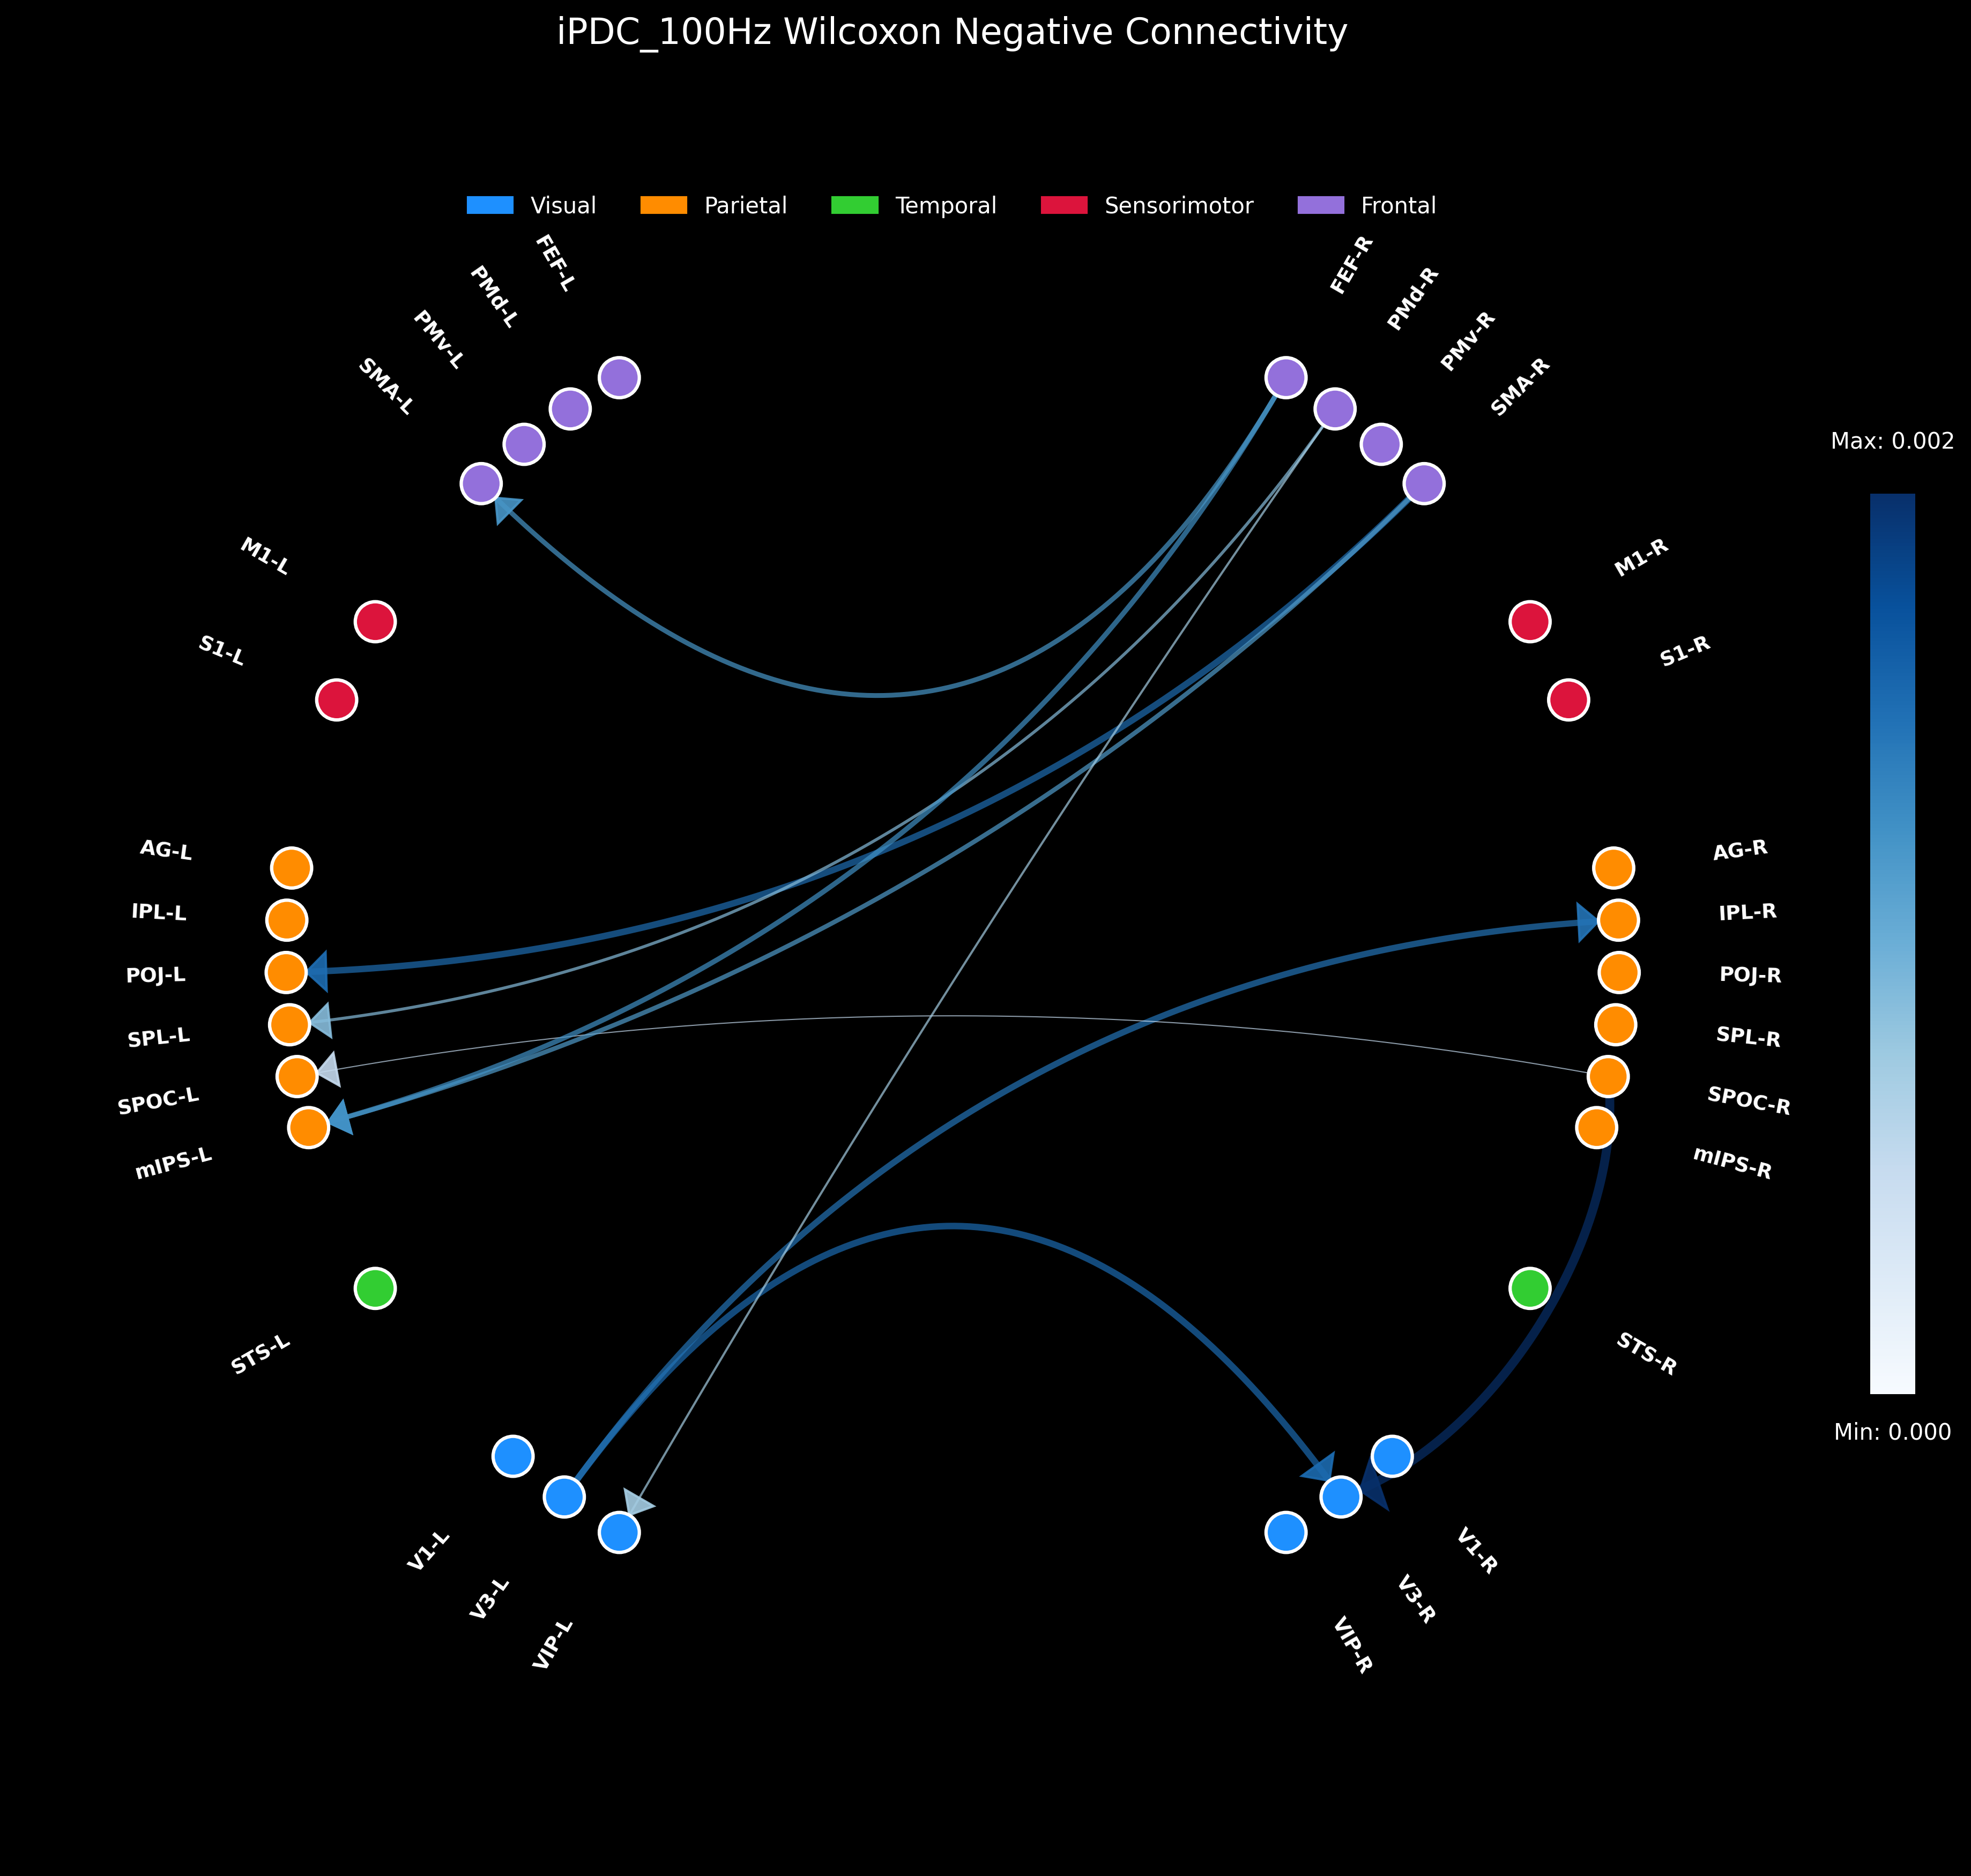 iPDC_100Hz Wilcoxon Negative Connectivity
Visual Parietal Temporal Sensorimotor Frontal
FEF-L
PMd-L
PMv-L
SMA-L
M1-L
S1-L
AG-L
IPL-L
POJ-L
SPL-L
SPOC-L
mIPS-L
STS-L
V1-L
V3-L
VIP-L
FEF-R
PMd-R
PMv-R
SMA-R
M1-R
S1-R
AG-R
IPL-R
POJ-R
SPL-R
SPOC-R
mIPS-R
STS-R
V1-R
V3-R
VIP-R
Max: 0.002
Min: 0.000